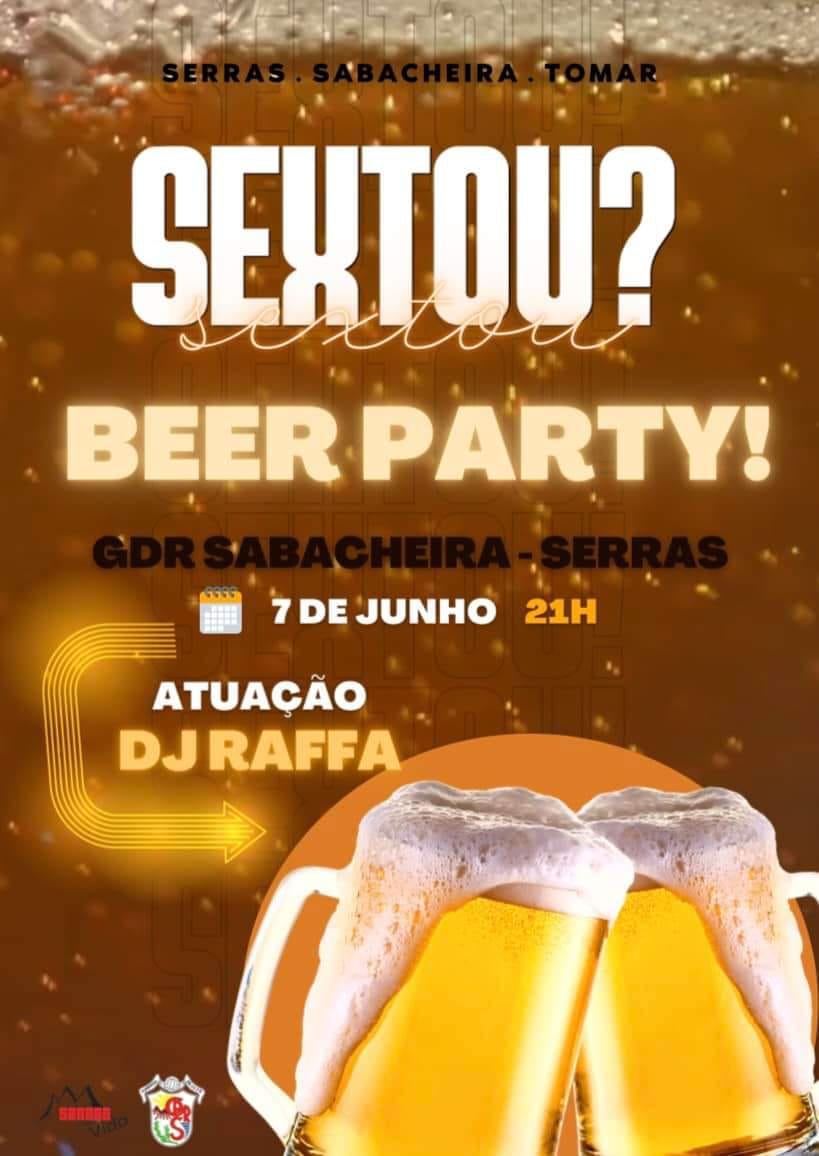 SERRAS . SABACHEIRA . TOMAR
SEXTOU?
sextou
BEER PARTY!
GDR SABACHEIRA - SERRAS
7 DE JUNHO 21H
ATUAÇÃO
DJ RAFFA